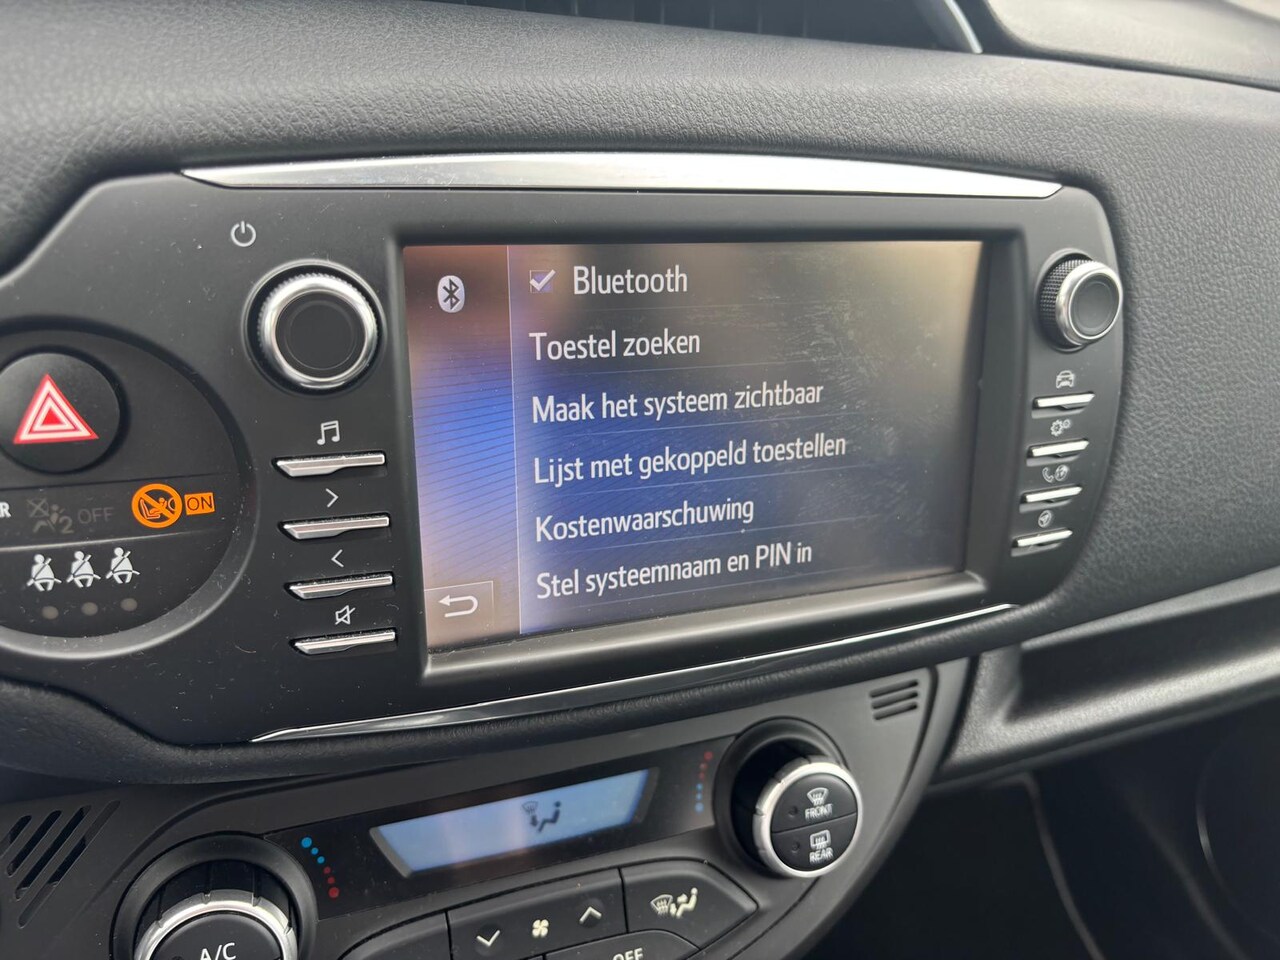 Bluetooth
Toestel zoeken
Maak het systeem zichtbaar
Lijst met gekoppeld toestellen
Kostenwaarschuwing
Stel systeemnaam en PIN in
R
2 OFF
ON
FRONT
REAR
A/C
OFF